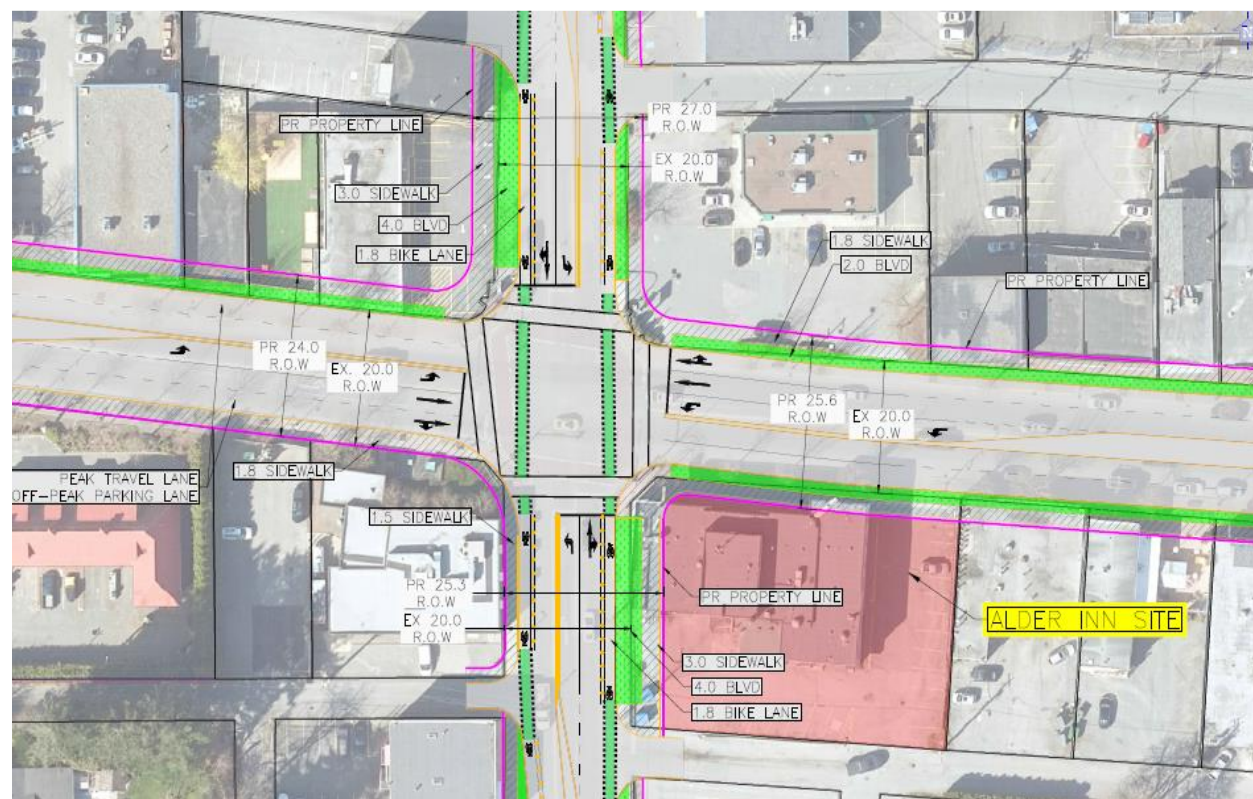 PR 27.0
R.O.W
PR PROPERTY LINE
EX 20.0
R.O.W
3.0 SIDEWALK
4.0 BLVD
1.8 BIKE LANE
1.8 SIDEWALK
2.0 BLVD
PR PROPERTY LINE
PR 24.0
R.O.W
EX. 20.0
R.O.W
PR 25.6
R.O.W
EX 20.0
R.O.W
1.8 SIDEWALK
PEAK TRAVEL LANE
OFF-PEAK PARKING LANE
1.5 SIDEWALK
PR 25.3
R.O.W
EX 20.0
R.O.W
PR PROPERTY LINE
ALDER INN SITE
3.0 SIDEWALK
4.0 BLVD
1.8 BIKE LANE